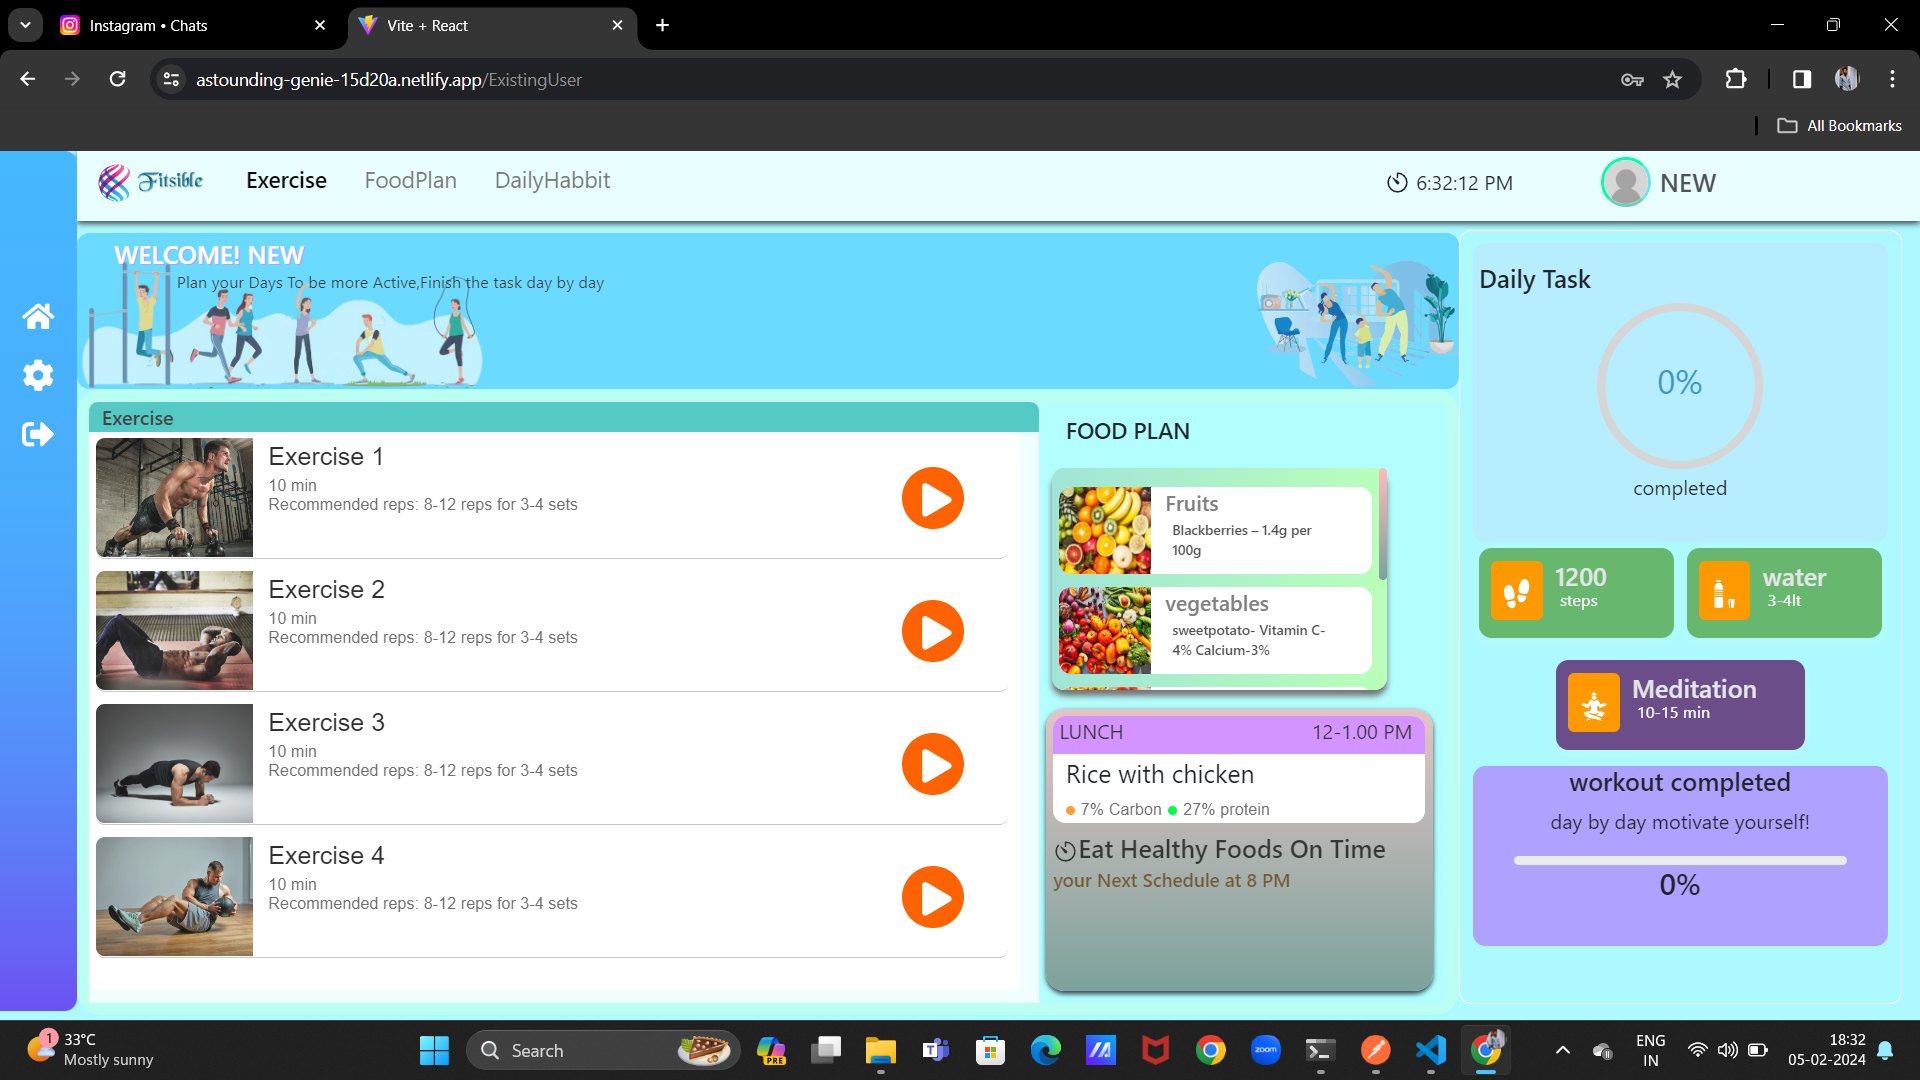 Instagram • Chats
Vite + React
astounding-genie-15d20a.netlify.app/ExistingUser
All Bookmarks
Fitsible
Exercise
FoodPlan
DailyHabbit
6:32:12 PM
NEW
WELCOME! NEW
Plan your Days To be more Active,Finish the task day by day
Exercise
Exercise 1
10 min
Recommended reps: 8-12 reps for 3-4 sets
Exercise 2
10 min
Recommended reps: 8-12 reps for 3-4 sets
Exercise 3
10 min
Recommended reps: 8-12 reps for 3-4 sets
Exercise 4
10 min
Recommended reps: 8-12 reps for 3-4 sets
FOOD PLAN
Fruits
Blackberries – 1.4g per
100g
vegetables
sweetpotato- Vitamin C-
4% Calcium-3%
LUNCH
12-1.00 PM
Rice with chicken
7% Carbon
27% protein
Eat Healthy Foods On Time
your Next Schedule at 8 PM
Daily Task
0%
completed
1200
steps
water
3-4lt
Meditation
10-15 min
workout completed
day by day motivate yourself!
0%
1
33°C
Mostly sunny
Search
PRE
zoom
ENG
IN
18:32
05-02-2024